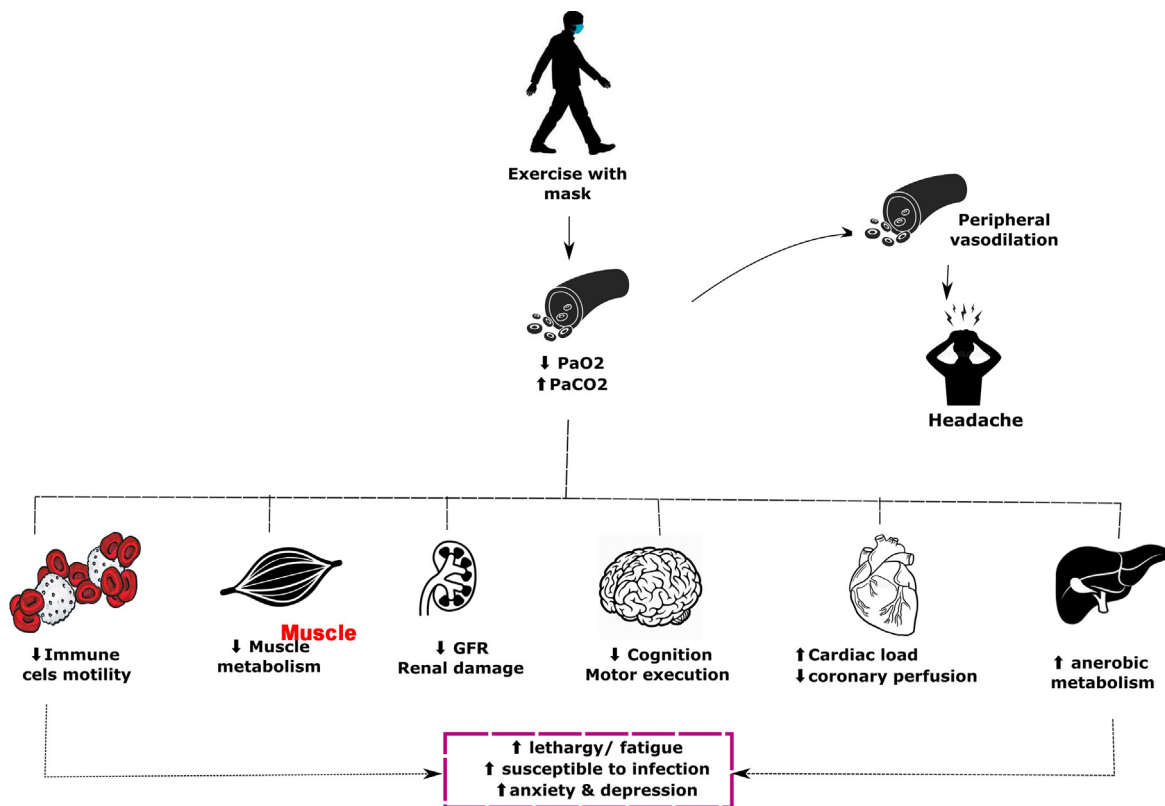 Exercise with
mask
Peripheral
vasodilation
⬇ PaO2
⬆PaCO2
Headache
⬇Immune
cels motility
Muscle
⬇ Muscle
metabolism
⬇ GFR
Renal damage
⬇ Cognition
Motor execution
⬆Cardiac load
⬇coronary perfusion
⬆ anerobic
metabolism
⬆ lethargy/ fatigue
⬆ susceptible to infection
⬆anxiety & depression